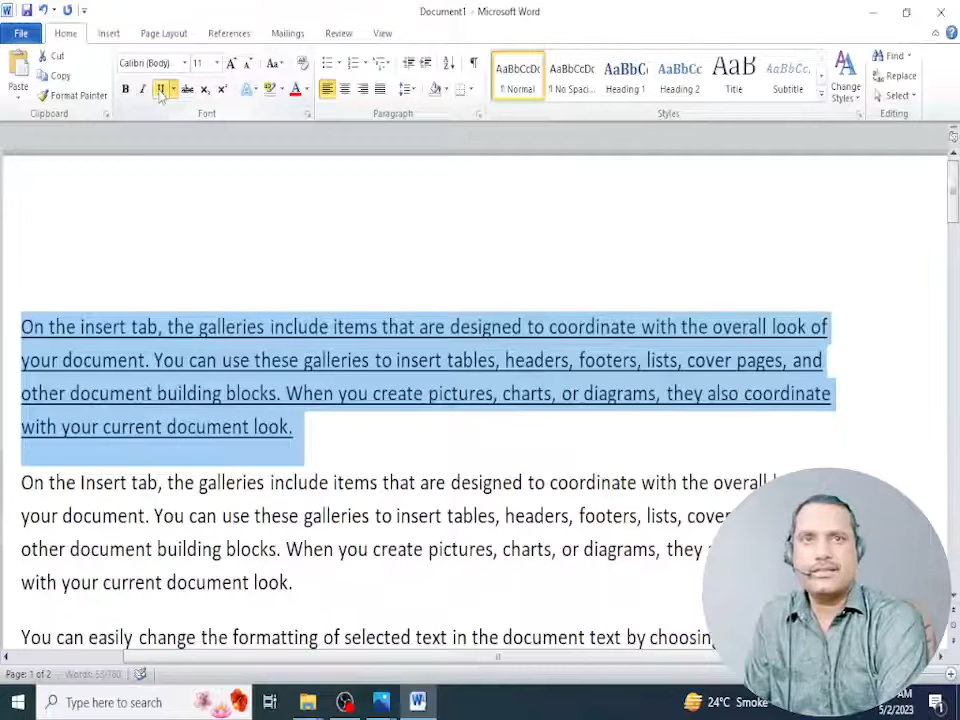 Document1 - Microsoft Word
File Home Insert Page Layout References Mailings Review View
Paste
Cut
Copy
Format Painter
Clipboard
Calibri (Body) 11
Font
Paragraph
AaBbCcDc AaBbCcDc AaBbC AaBbCc AaB AaBbCc.
¶ Normal ¶ No Spaci... Heading 1 Heading 2 Title Subtitle
Styles
Change
Styles
Find
Replace
Select
Editing
On the insert tab, the galleries include items that are designed to coordinate with the overall look of
your document. You can use these galleries to insert tables, headers, footers, lists, cover pages, and
other document building blocks. When you create pictures, charts, or diagrams, they also coordinate
with your current document look.
On the Insert tab, the galleries include items that are designed to coordinate with the overall
your document. You can use these galleries to insert tables, headers, footers, lists, cover
other document building blocks. When you create pictures, charts, or diagrams, they
with your current document look.
You can easily change the formatting of selected text in the document text by choosing
Page: 1 of 2 Words: 53/780
Type here to search
24°C Smoke
AM
5/2/2023